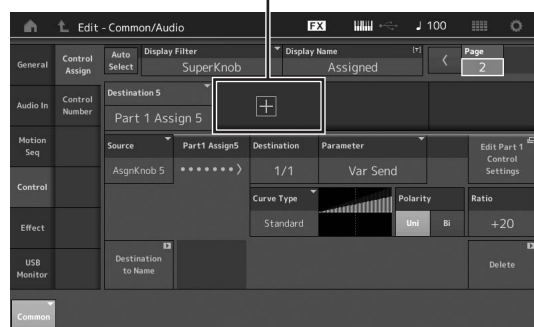 Edit - Common/Audio
FX
♩ 100
General
Control Assign
Auto Select
Display Filter
SuperKnob
Display Name
[T]
Assigned
Page
2
Audio In
Control Number
Destination 5
Part 1 Assign 5
+
Motion Seq
Source
Part1 Assign5
Destination
Parameter
Edit Part 1 Control Settings
AsgnKnob 5
1/1
Var Send
Control
Curve Type
Polarity
Ratio
Standard
Uni
Bi
+20
Effect
USB Monitor
Destination to Name
Delete
Common